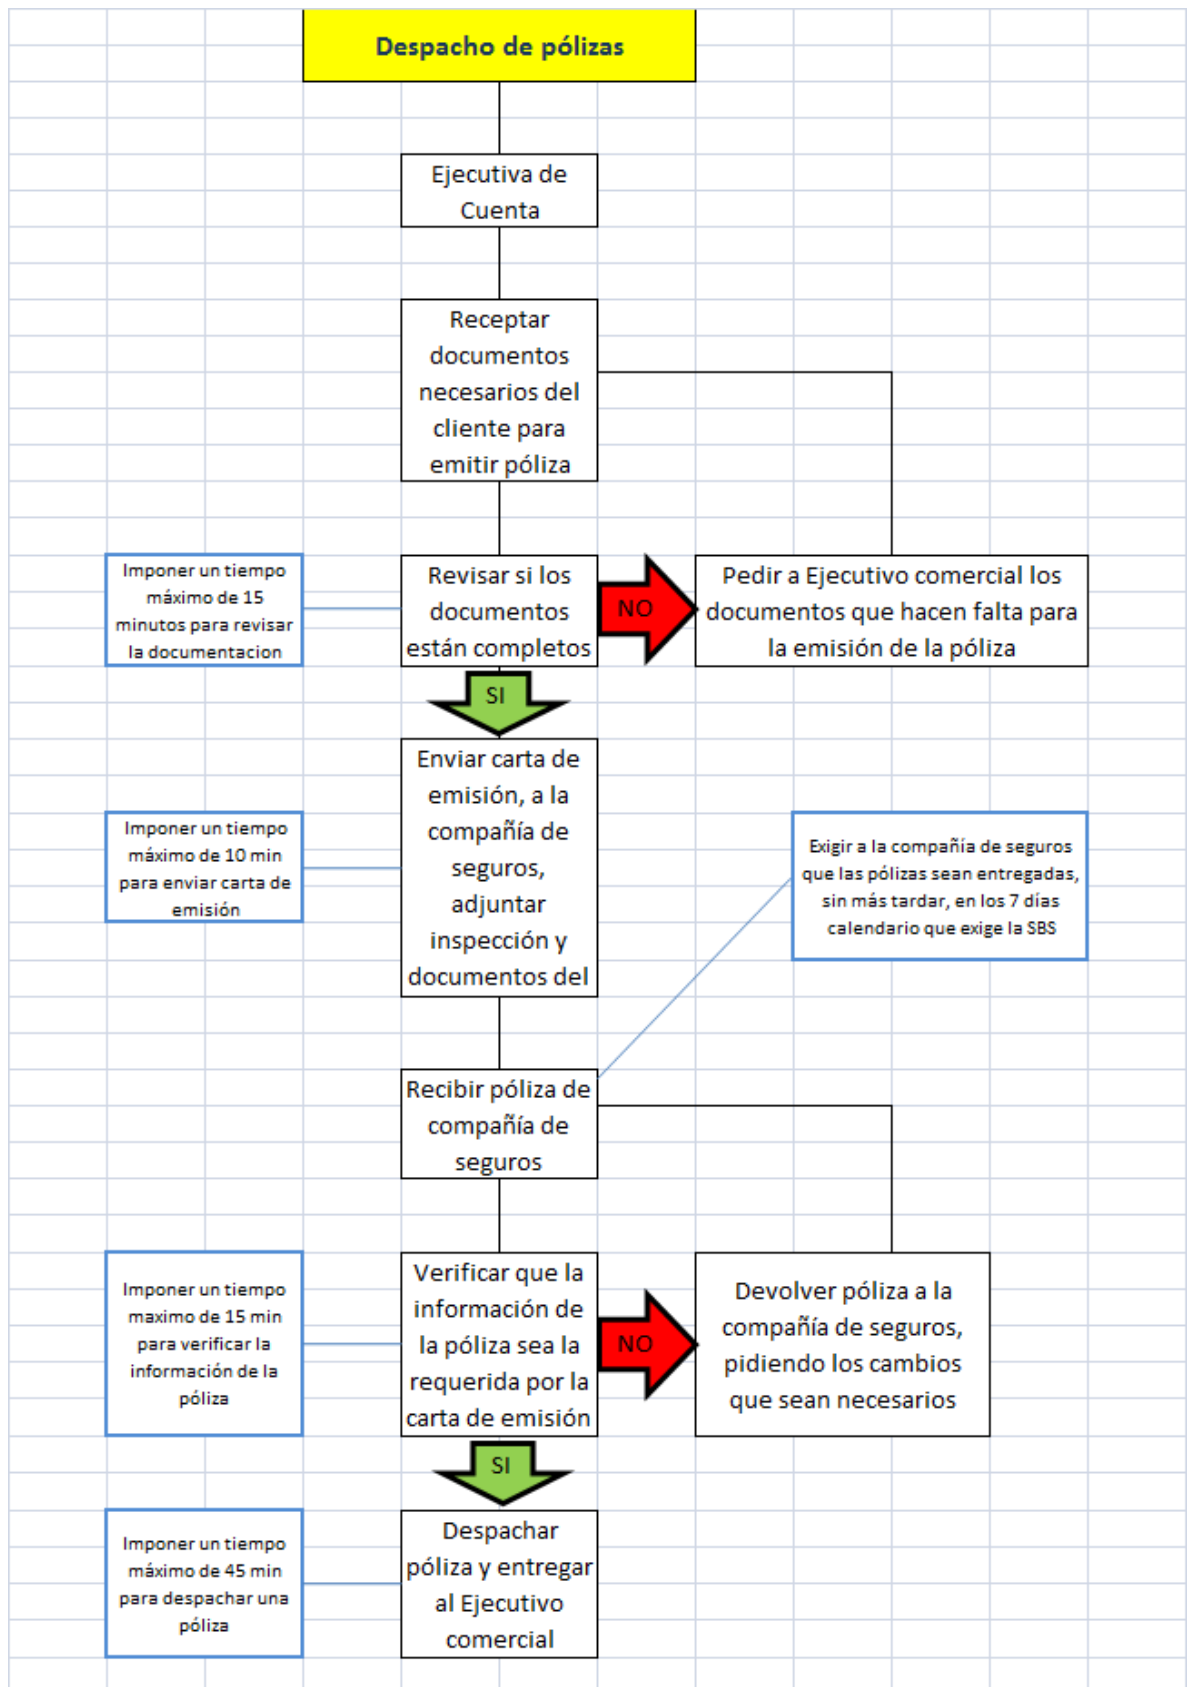 Despacho de pólizas
Ejecutiva de
Cuenta
Receptar
documentos
necesarios del
cliente para
emitir póliza
Imponer un tiempo
máximo de 15
minutos para revisar
la documentacion
Revisar si los
documentos
están completos
NO
Pedir a Ejecutivo comercial los
documentos que hacen falta para
la emisión de la póliza
SI
Enviar carta de
emisión, a la
compañía de
seguros,
adjuntar
inspección y
documentos del
Imponer un tiempo
máximo de 10 min
para enviar carta de
emisión
Exigir a la compañía de seguros
que las pólizas sean entregadas,
sin más tardar, en los 7 días
calendario que exige la SBS
Recibir póliza de
compañía de
seguros
Imponer un tiempo
maximo de 15 min
para verificar la
información de la
póliza
Verificar que la
información de
la póliza sea la
requerida por la
carta de emisión
NO
Devolver póliza a la
compañía de seguros,
pidiendo los cambios
que sean necesarios
SI
Imponer un tiempo
máximo de 45 min
para despachar una
póliza
Despachar
póliza y entregar
al Ejecutivo
comercial